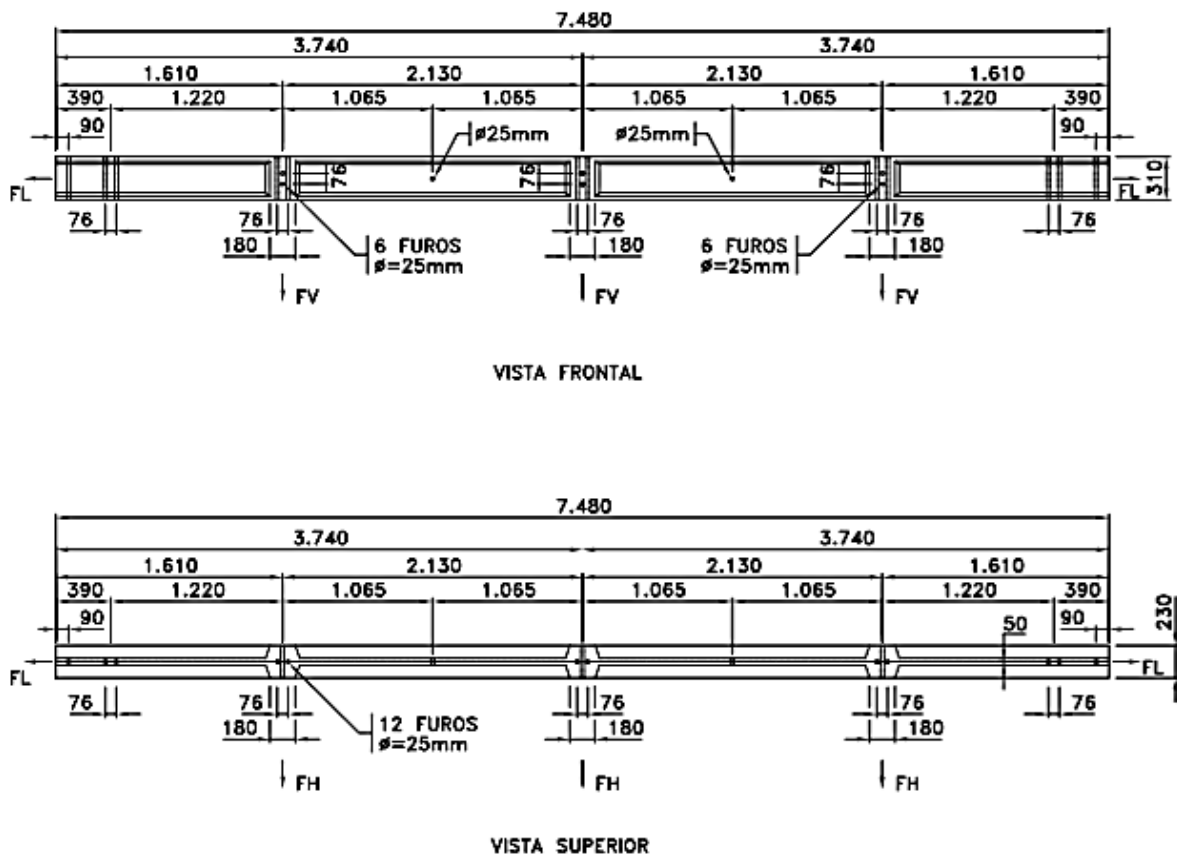 7.480
3.740 3.740
1.610 2.130 2.130 1.610
390 1.220 1.065 1.065 1.065 1.065 1.220 390
90 ø25mm ø25mm 90
FL 76 76 76 310 FL
76 76 76 76 76
180 6 FUROS 180 6 FUROS 180
ø=25mm ø=25mm
FV FV FV
VISTA FRONTAL
7.480
3.740 3.740
1.610 2.130 2.130 1.610
390 1.220 1.065 1.065 1.065 1.065 1.220 390
90 50 90 230
FL FL
76 76 76 76 76
180 12 FUROS 180 180
ø=25mm
FH FH FH
VISTA SUPERIOR